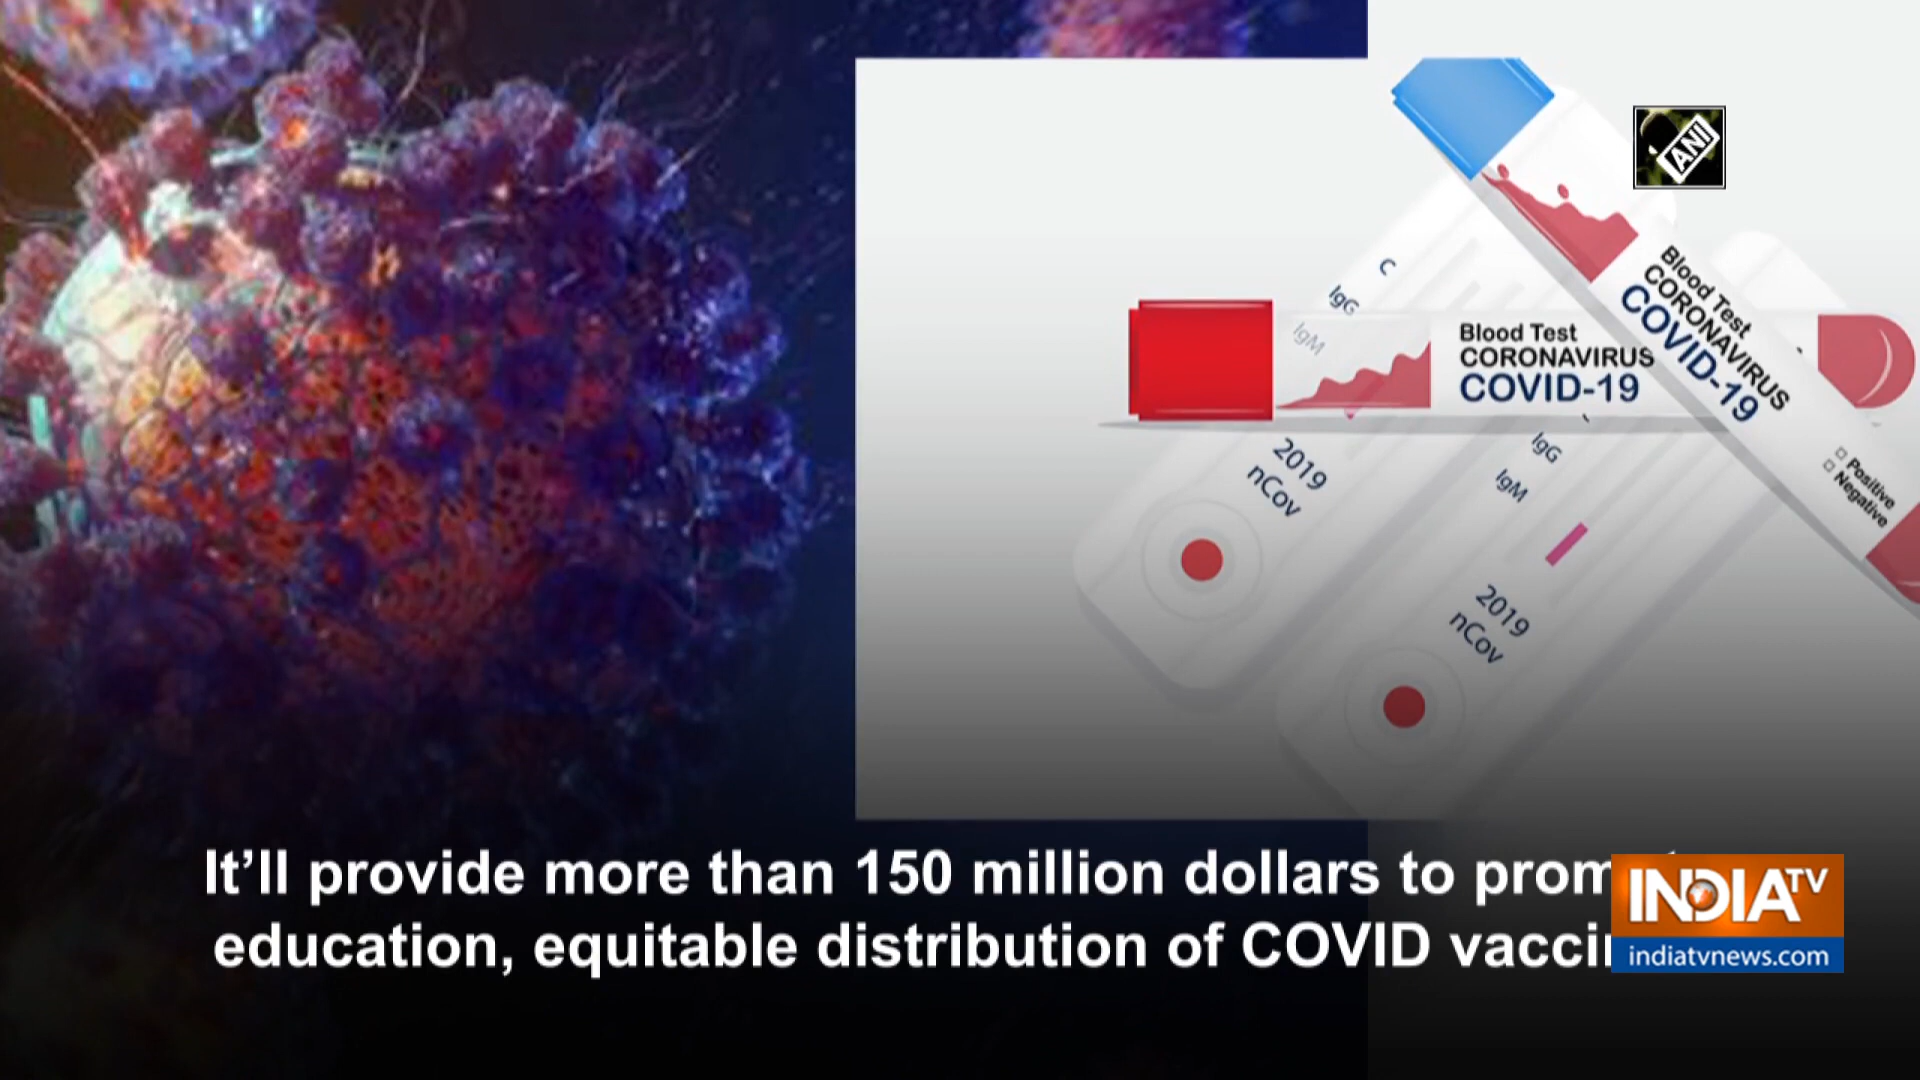 ANI
C
IgG
IgM
Blood Test
CORONAVIRUS
COVID-19
Blood Test
CORONAVIRUS
COVID-19
Positive
Negative
2019
nCov
IgG
IgM
2019
nCov
It’ll provide more than 150 million dollars to
education, equitable distribution of COVID
INDIA TV
indiatvnews.com